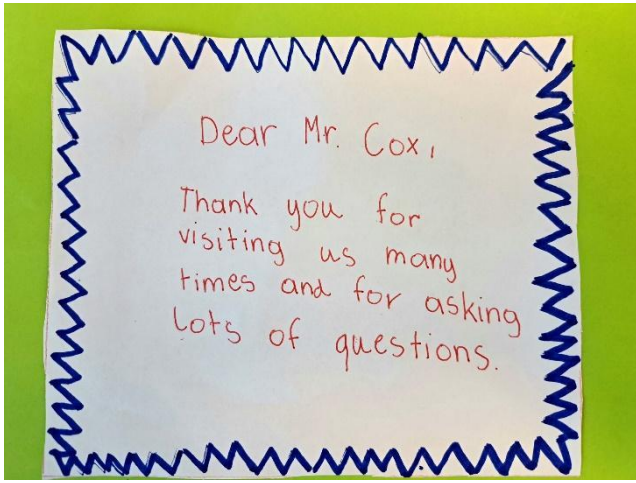 Dear Mr. Cox,
Thank you for
visiting us many
times and for asking
lots of questions.